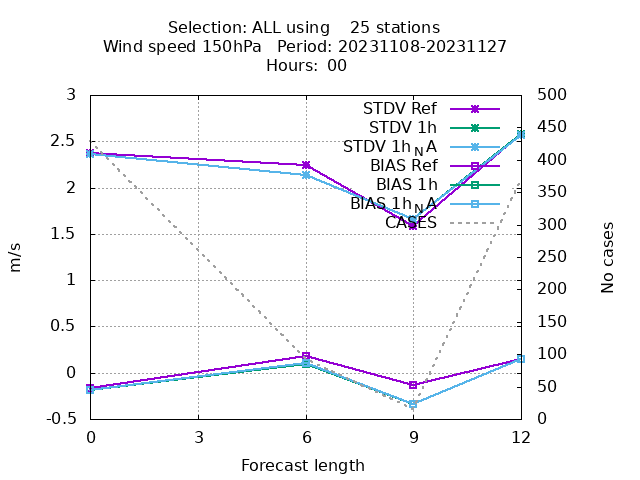 Selection: ALL using    25 stations
Wind speed 150hPa   Period: 20231108-20231127
Hours: 00
3
2.5
2
1.5
1
0.5
0
-0.5
m/s
500
450
400
350
300
250
200
150
100
50
0
No cases
STDV Ref
STDV 1h
STDV 1h_NA
BIAS Ref
BIAS 1h
BIAS 1h_NA
CASES
0
3
6
9
12
Forecast length